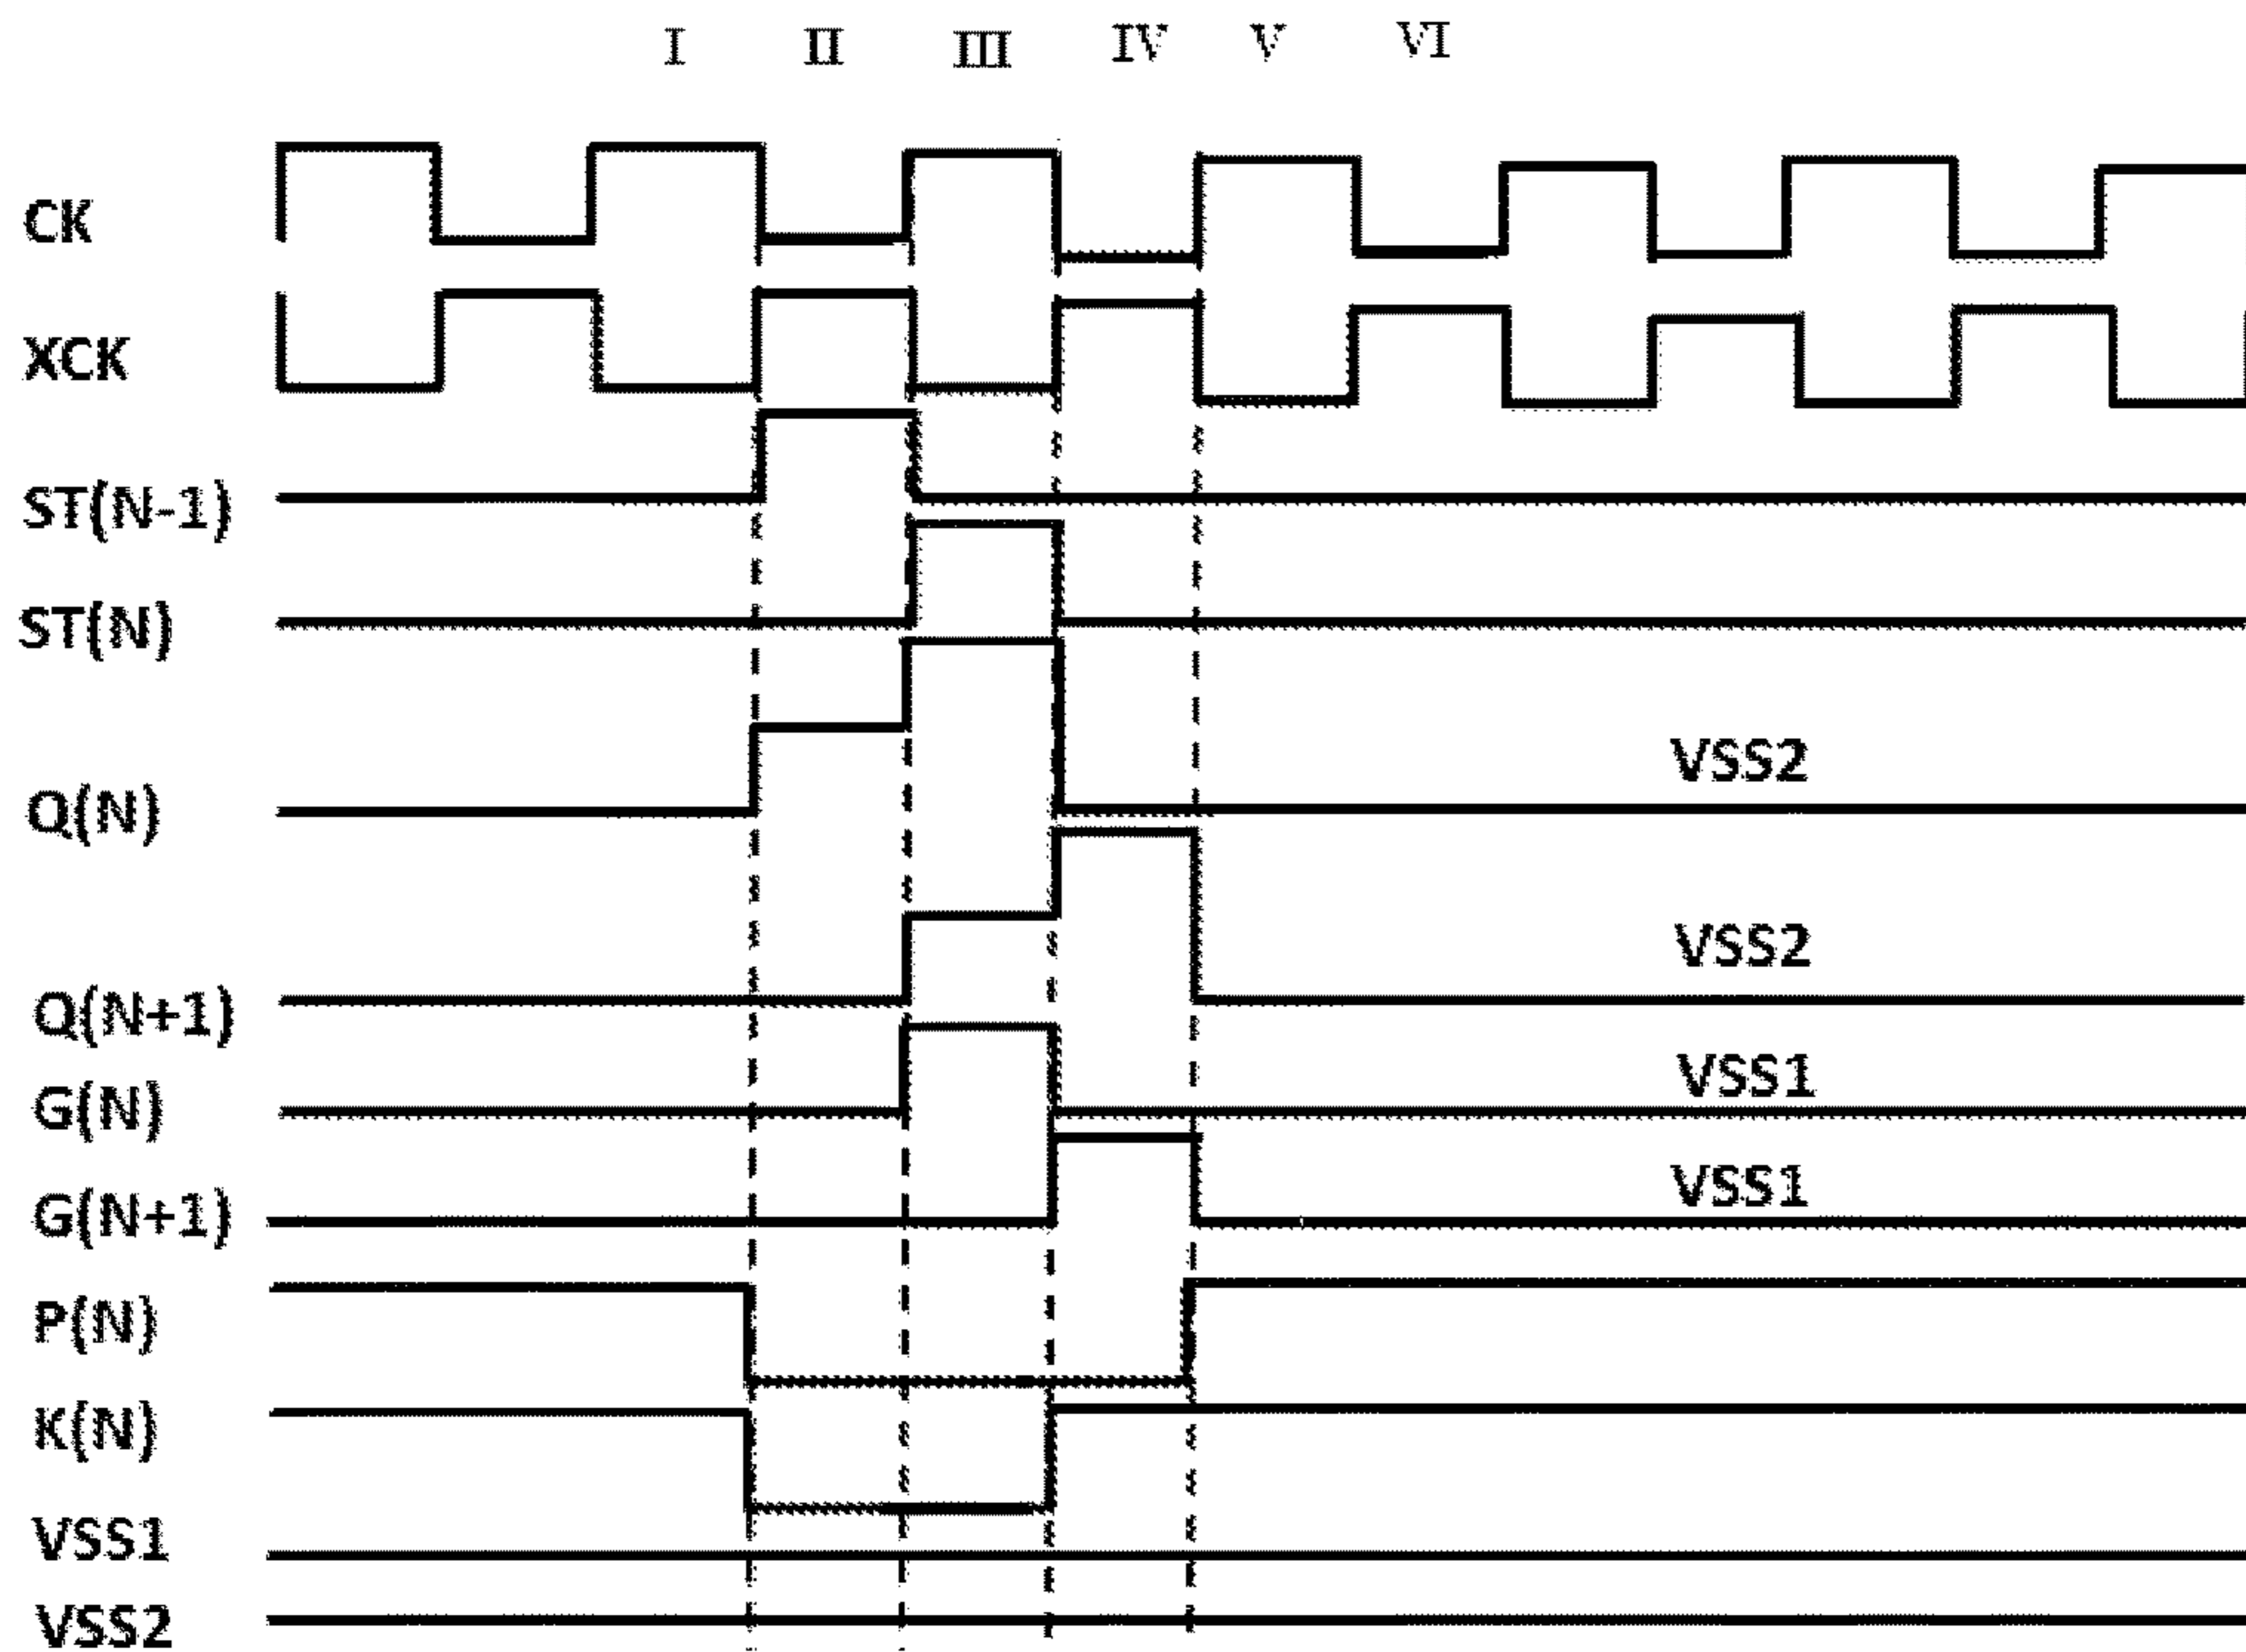 I II III IV V VI
CK
XCK
ST(N-1)
ST(N)
Q(N) VSS2
Q(N+1) VSS2
G(N) VSS1
G(N+1) VSS1
P(N)
K(N)
VSS1
VSS2